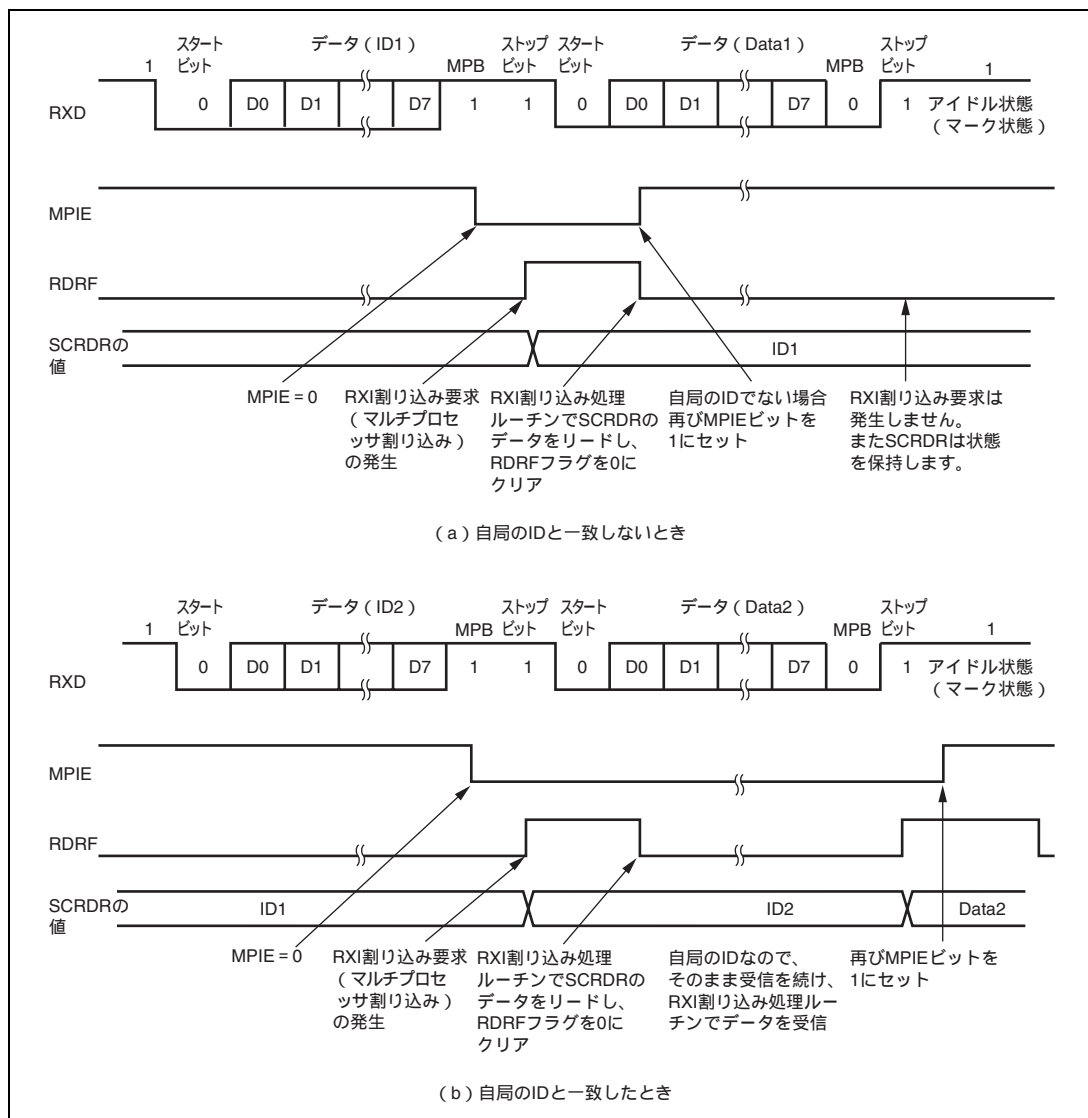 スタート
ビット
データ（ID1）
ストップ
ビット
スタート
ビット
データ（Data1）
ストップ
ビット
1
MPB
MPB
1
RXD
0
D0
D1
D7
1
1
0
D0
D1
D7
0
1
アイドル状態
（マーク状態）
MPIE
RDRF
SCRDRの
値
ID1
MPIE = 0
RXI割り込み要求
（マルチプロセ
ッサ割り込み）
の発生
RXI割り込み処理
ルーチンでSCRDRの
データをリードし、
RDRFフラグを0に
クリア
自局のIDでない場合
再びMPIEビットを
1にセット
RXI割り込み要求は
発生しません。
またSCRDRは状態
を保持します。
（a）自局のIDと一致しないとき
スタート
ビット
データ（ID2）
ストップ
ビット
スタート
ビット
データ（Data2）
ストップ
ビット
1
MPB
MPB
1
RXD
0
D0
D1
D7
1
1
0
D0
D1
D7
0
1
アイドル状態
（マーク状態）
MPIE
RDRF
SCRDRの
値
ID1
ID2
Data2
MPIE = 0
RXI割り込み要求
（マルチプロセ
ッサ割り込み）
の発生
RXI割り込み処理
ルーチンでSCRDRの
データをリードし、
RDRFフラグを0に
クリア
自局のIDなので、
そのまま受信を続け、
RXI割り込み処理ルー
チンでデータを受信
再びMPIEビットを
1にセット
（b）自局のIDと一致したとき